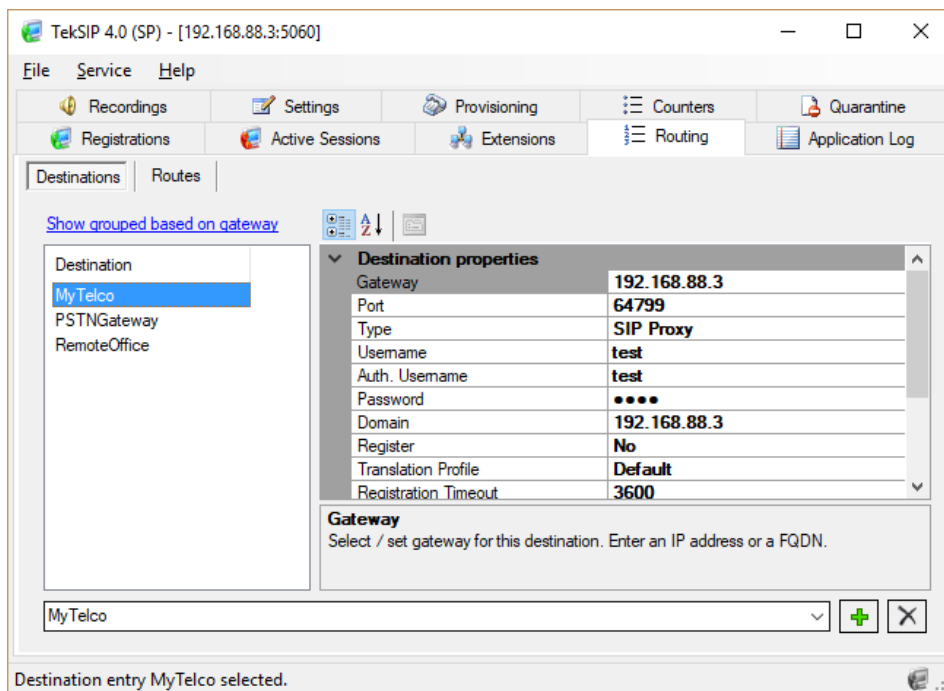 TekSIP 4.0 (SP) - [192.168.88.3:5060]
File Service Help
Recordings Settings Provisioning Counters Quarantine
Registrations Active Sessions Extensions Routing Application Log
Destinations Routes
Show grouped based on gateway
Destination
MyTelco
PSTNGateway
RemoteOffice
Destination properties
Gateway 192.168.88.3
Port 64799
Type SIP Proxy
Username test
Auth. Username test
Password ●●●●
Domain 192.168.88.3
Register No
Translation Profile Default
Registration Timeout 3600
Gateway
Select / set gateway for this destination. Enter an IP address or a FQDN.
MyTelco
Destination entry MyTelco selected.